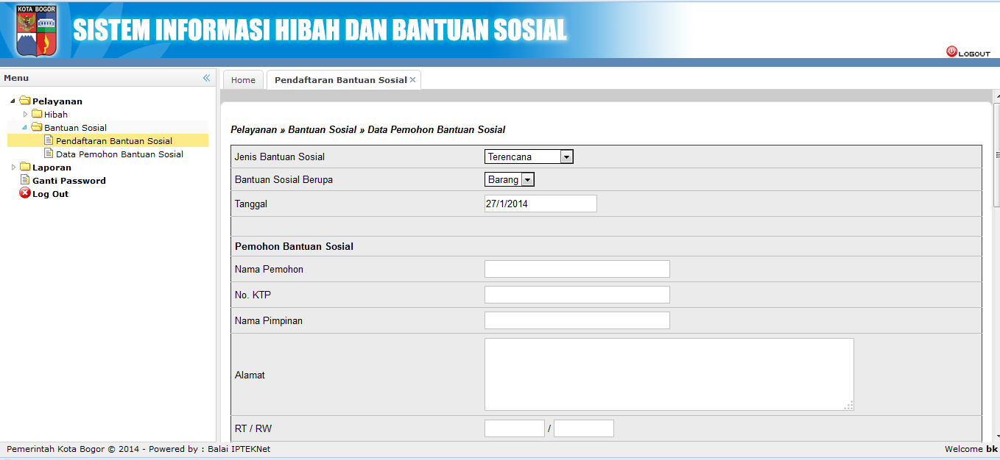 KOTA BOGOR
SISTEM INFORMASI HIBAH DAN BANTUAN SOSIAL
LOGOUT
Menu
Home
Pendaftaran Bantuan Sosial
Pelayanan
Hibah
Bantuan Sosial
Pendaftaran Bantuan Sosial
Data Pemohon Bantuan Sosial
Laporan
Ganti Password
Log Out
Pelayanan » Bantuan Sosial » Data Pemohon Bantuan Sosial
Jenis Bantuan Sosial Terencana
Bantuan Sosial Berupa Barang
Tanggal 27/1/2014
Pemohon Bantuan Sosial
Nama Pemohon
No. KTP
Nama Pimpinan
Alamat
RT / RW /
Pemerintah Kota Bogor © 2014 - Powered by : Balai IPTEKNet
Welcome bk